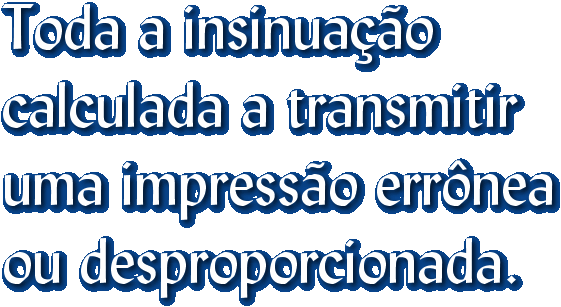 Toda a insinuação
calculada a transmitir
uma impressão errônea
ou desproporcionada.